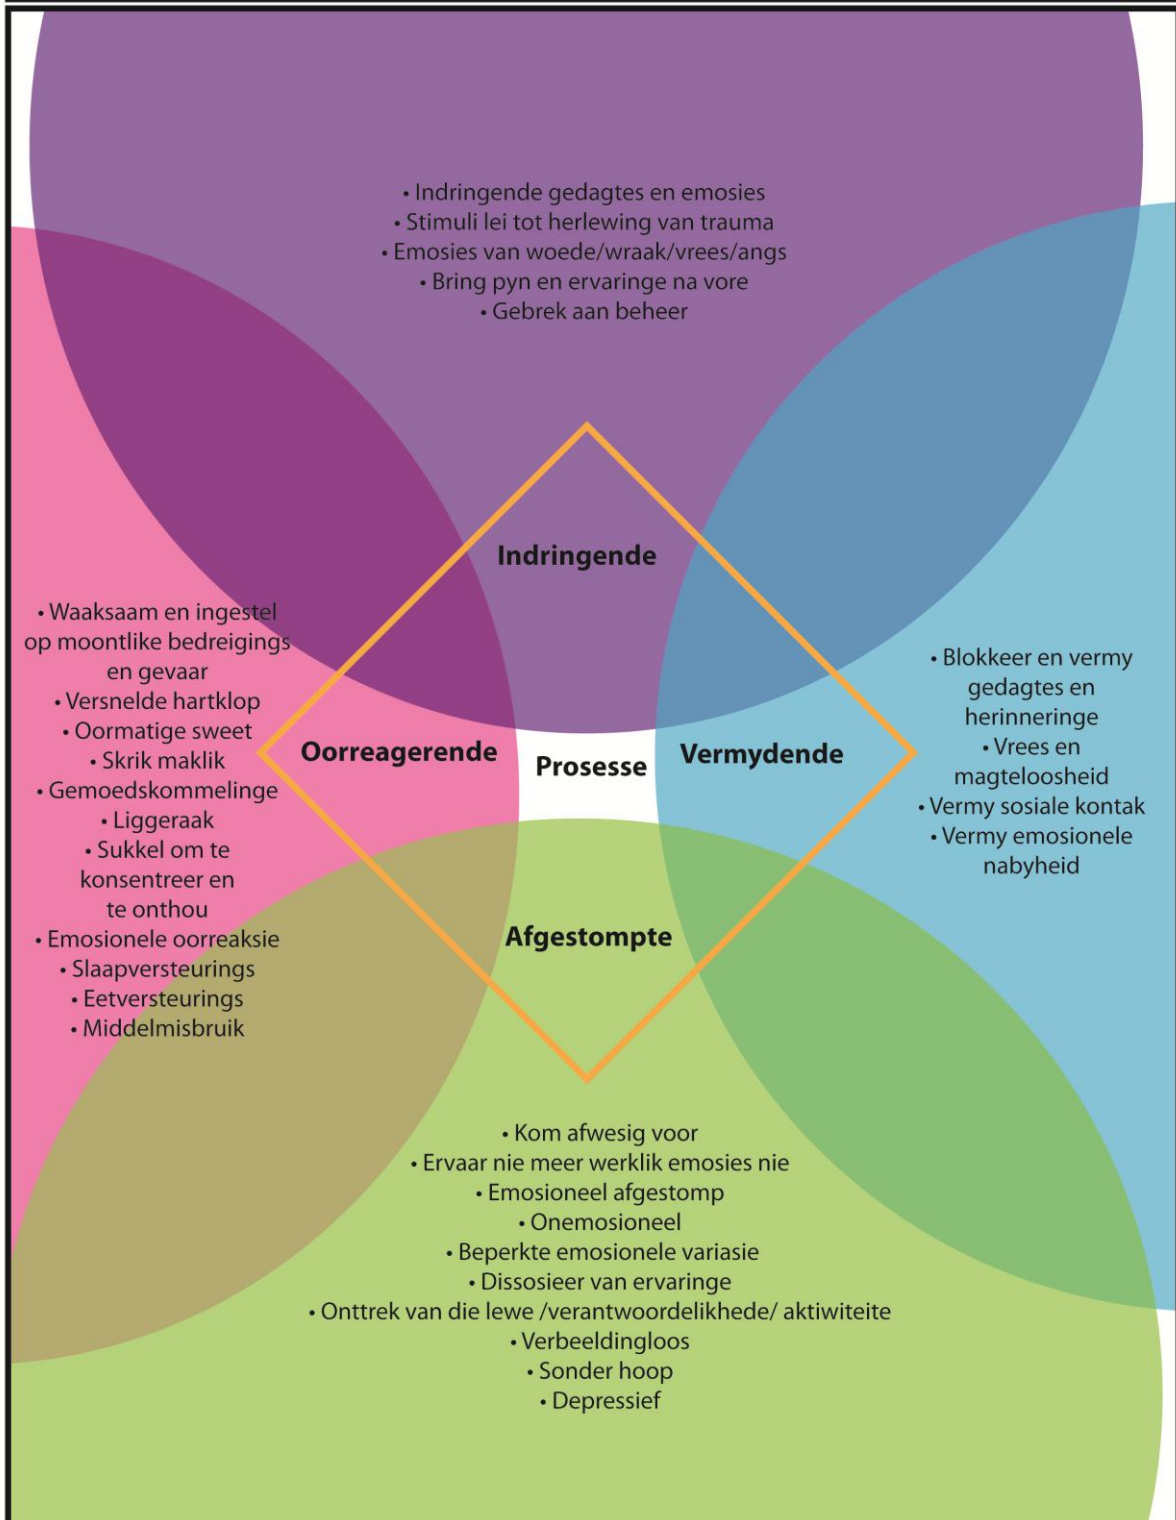 • Indringende gedagtes en emosies
• Stimuli lei tot herlewing van trauma
• Emosies van woede/wraak/vrees/angs
• Bring pyn en ervaringe na vore
• Gebrek aan beheer
Indringende
• Waaksaam en ingestel
op moontlike bedreigings
en gevaar
• Versnelde hartklop
• Oormatige sweet
• Skrik maklik
• Gemoedskommelinge
• Liggeraak
• Sukkel om te
konsentreer en
te onthou
• Emosionele oorreaksie
• Slaapversteurings
• Eetversteurings
• Middelmisbruik
Oorreagerende
Prosesse
Vermydende
• Blokkeer en vermy
gedagtes en
herinneringe
• Vrees en
magteloosheid
• Vermy sosiale kontak
• Vermy emosionele
nabyheid
Afgestompte
• Kom afwesig voor
• Ervaar nie meer werklik emosies nie
• Emosioneel afgestomp
• Onemosioneel
• Beperkte emosionele variasie
• Dissosieer van ervaringe
• Onttrek van die lewe /verantwoordelikhede/ aktiwiteite
• Verbeeldingloos
• Sonder hoop
• Depressief